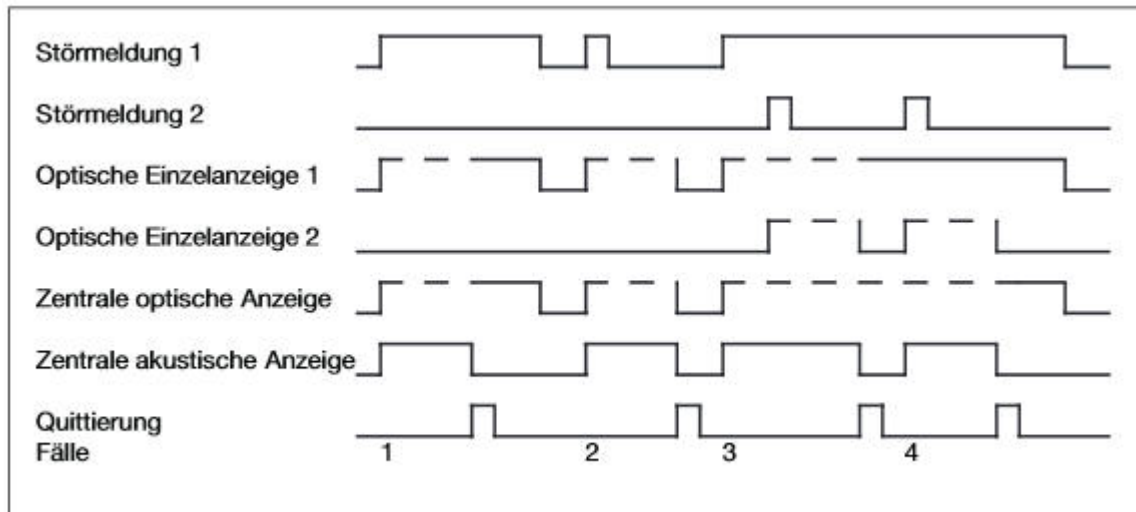 Störmeldung 1
Störmeldung 2
Optische Einzelanzeige 1
Optische Einzelanzeige 2
Zentrale optische Anzeige
Zentrale akustische Anzeige
Quittierung
Fälle 1 2 3 4